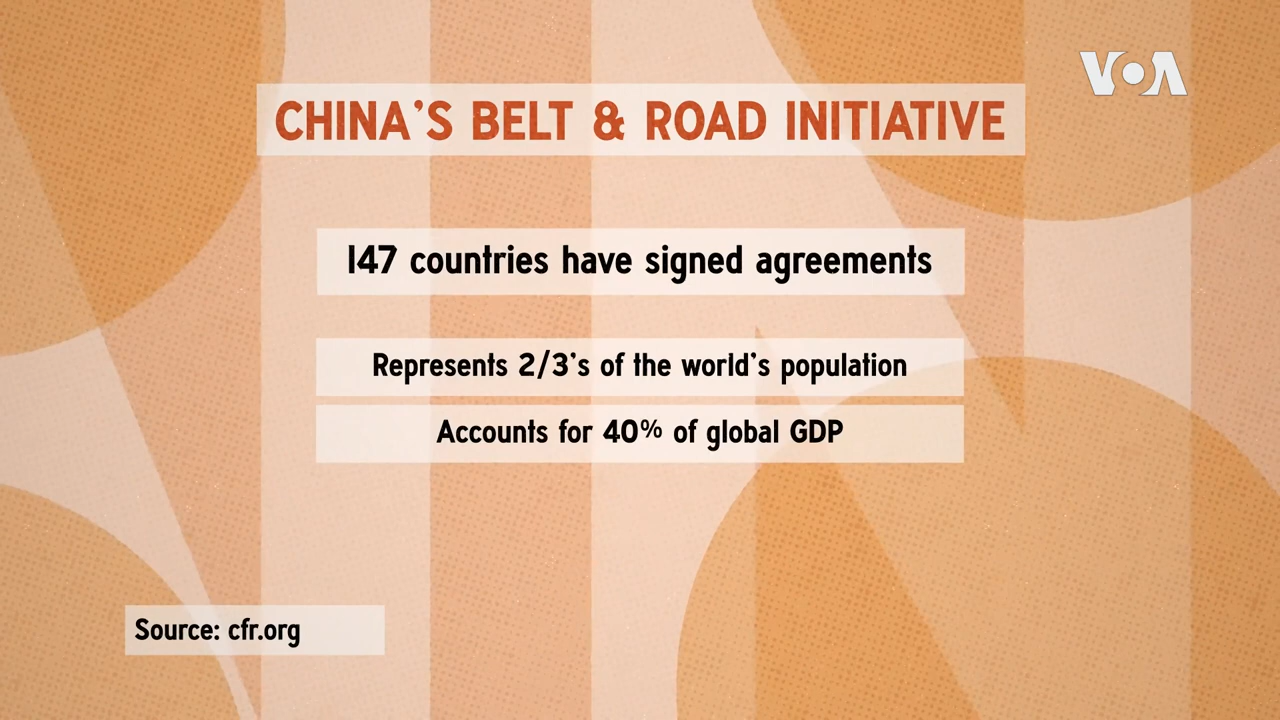 VOA
CHINA'S BELT & ROAD INITIATIVE
147 countries have signed agreements
Represents 2/3's of the world's population
Accounts for 40% of global GDP
Source: cfr.org